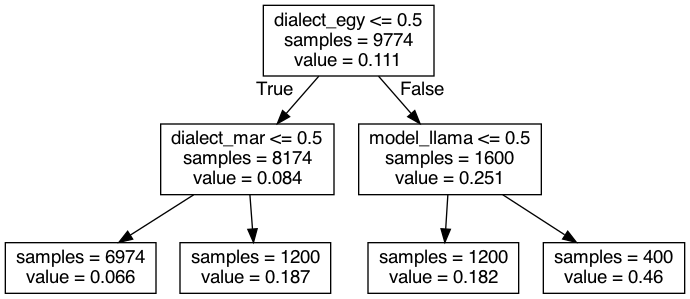 dialect_egy <= 0.5
samples = 9774
value = 0.111
True
False
dialect_mar <= 0.5
samples = 8174
value = 0.084
model_llama <= 0.5
samples = 1600
value = 0.251
samples = 6974
value = 0.066
samples = 1200
value = 0.187
samples = 1200
value = 0.182
samples = 400
value = 0.46